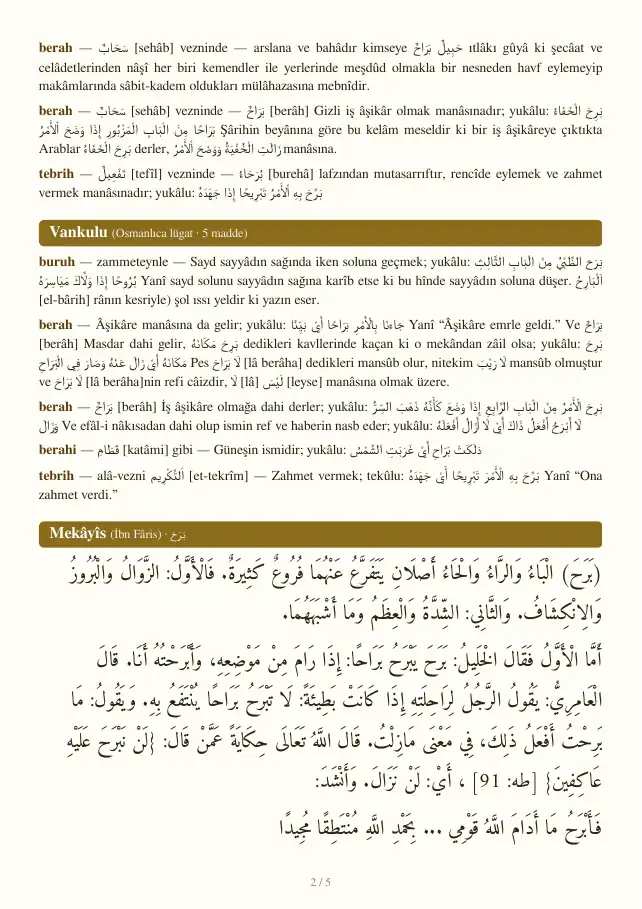 berah — سَحَابٌ [sehâb] vezninde — arslana ve bahâdır kimseye حَبِيلُ بَرَاحٍ ıtlâkı gûyâ ki şecâat ve
celâdetlerinden nâşî her biri kemendler ile yerlerinde meşdûd olmakla bir nesneden havf eylemeyip
makâmlarında sâbit-kadem oldukları mülâhazasına mebnîdir.
berah — سَحَابٌ [sehâb] vezninde — بَرَاحٌ [berâh] Gizli iş âşikâr olmak manâsınadır; yukâlu: بَرِحَ الْخَفَاءُ
بَرَاحًا مِنَ الْبَابِ الْمَزْبُورِ إِذَا وَضَحَ الْأَمْرُ Şârihin beyânına göre bu kelâm meseldir ki bir iş âşikâreye çıktıkta
Arablar بَرِحَ الْخَفَاءُ derler, زَالَتِ الْخُفْيَةُ وَوَضَحَ الْأَمْرُ manâsına.
tebrih — تَفْعِيلٌ [tefîl] vezninde — بُرَحَاءُ [burehâ] lafzından mutasarrıftır, rencîde eylemek ve zahmet
vermek manâsınadır; yukâlu: بَرَّحَ بِهِ الْأَمْرُ تَبْرِيحًا إِذَا جَهَدَهُ
Vankulu (Osmanlıca lügat · 5 madde)
buruh — zammeteynle — Sayd sayyâdın sağında iken soluna geçmek; yukâlu: بَرَحَ الظَّبْيُ مِنَ الْبَابِ الثَّالِثِ
بُرُوحًا إِذَا وَلَّاكَ مَيَاسِرَهُ Yanî sayd solunu sayyâdın sağına karîb etse ki bu hînde sayyâdın soluna düşer. اَلْبَارِحُ
[el-bârih] rânın kesriyle) şol ıssı yeldir ki yazın eser.
berah — Âşikâre manâsına da gelir; yukâlu: جَاءَنَا بِالْأَمْرِ بَرَاحًا أَيْ بَيِّنًا Yanî “Âşikâre emrle geldi.” Ve بَرَاحٌ
[berâh] Masdar dahi gelir, بَرِحَ مَكَانَهُ dedikleri kavllerinde kaçan ki o mekândan zâil olsa; yukâlu: بَرِحَ
مَكَانَهُ أَيْ زَالَ عَنْهُ وَصَارَ فِي الْبَرَاحِ Pes لَا بَرَاحَ [lâ berâha] dedikleri mansûb olur, nitekim لَا رَيْبَ mansûb olmuştur
ve لَا بَرَاحَ [lâ berâha]nin refi câizdir, لَا [lâ] لَيْسَ [leyse] manâsına olmak üzere.
berah — بَرَاحٌ [berâh] İş âşikâre olmağa dahi derler; yukâlu: بَرِحَ الْأَمْرُ مِنَ الْبَابِ الرَّابِعِ إِذَا وَضَحَ كَأَنَّهُ ذَهَبَ السِّرُّ
وَزَالَ Ve efâl-i nâkısadan dahi olup ismin ref ve haberin nasb eder; yukâlu: لَا أَبْرَحُ أَفْعَلُ ذَاكَ أَيْ لَا أَزَالُ أَفْعَلُهُ
berahi — قَطَامِ [katâmi] gibi — Güneşin ismidir; yukâlu: دَلَكَتْ بَرَاحِ أَيْ غَرَبَتِ الشَّمْسُ
tebrih — alâ-vezni اَلتَّكْرِيم [et-tekrîm] — Zahmet vermek; tekûlu: بَرَّحَ بِهِ الْأَمْرَ تَبْرِيحًا أَيْ جَهَدَهُ Yanî “Ona
zahmet verdi.”
Mekâyîs (İbn Fâris) · بَرَحَ
(بَرَحَ) الْبَاءُ وَالرَّاءُ وَالْحَاءُ أَصْلَانِ يَتَفَرَّعُ عَنْهُمَا فُرُوعٌ كَثِيرَةٌ. فَالْأَوَّلُ: الزَّوَالُ وَالْبُرُوزُ
وَالِانْكِشَافُ. وَالثَّانِي: الشِّدَّةُ وَالْعِظَمُ وَمَا أَشْبَهَهُمَا.
أَمَّا الْأَوَّلُ فَقَالَ الْخَلِيلُ: بَرَحَ يَبْرَحُ بَرَاحًا: إِذَا رَامَ مِنْ مَوْضِعِهِ، وَأَبْرَحْتُهُ أَنَا. قَالَ
الْعَامِرِيُّ: يَقُولُ الرَّجُلُ لِرَاحِلَتِهِ إِذَا كَانَتْ بَطِيئَةً: لَا تَبْرَحُ بَرَاحًا يُنْتَفَعُ بِهِ. وَيَقُولُ: مَا
بَرِحْتُ أَفْعَلُ ذَلِكَ، فِي مَعْنَى مَازِلْتُ. قَالَ اللَّهُ تَعَالَى حِكَايَةً عَمَّنْ قَالَ: {لَنْ نَبْرَحَ عَلَيْهِ
عَاكِفِينَ} [طه: 91] ، أَيْ: لَنْ نَزَالَ. وَأَنْشَدَ:
فَأَبْرَحُ مَا أَدَامَ اللَّهُ قَوْمِي ... بِحَمْدِ اللَّهِ مُنْتَطِقًا مُجِيدًا
2 / 5